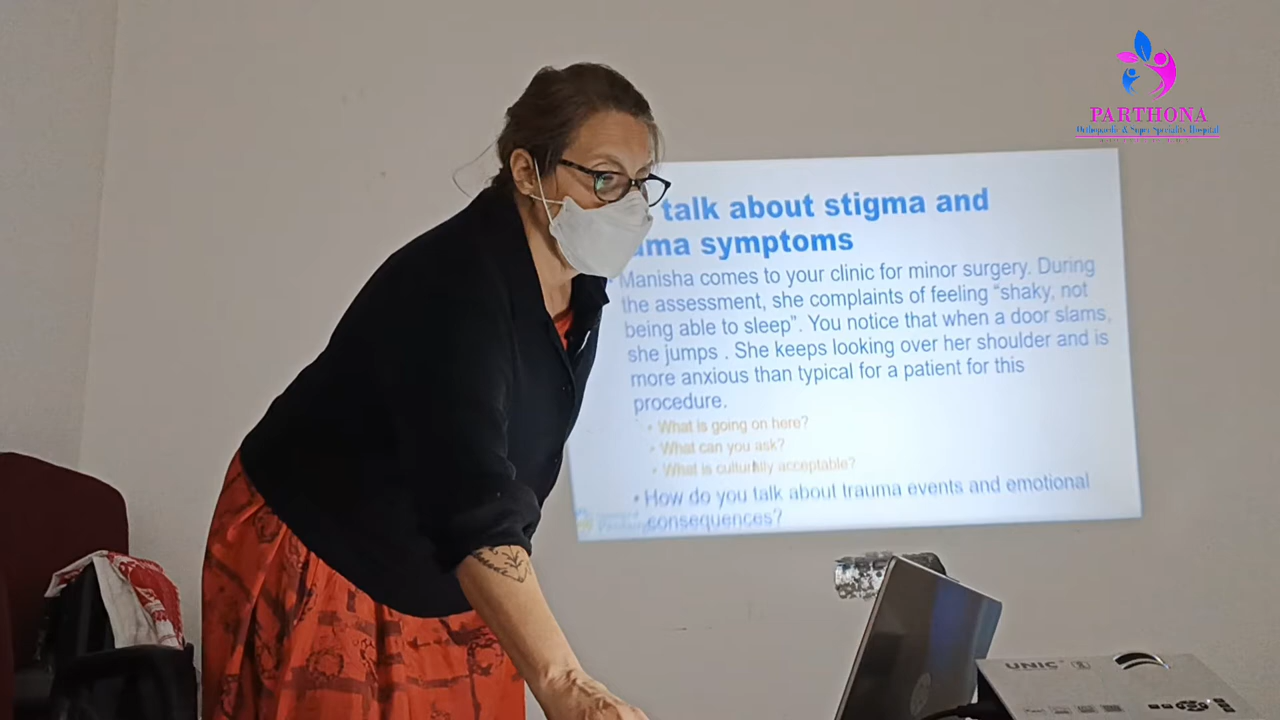 PARTHONA
Orthopaedic & Super Speciality Hospital
talk about stigma and
ma symptoms
Manisha comes to your clinic for minor surgery. During
the assessment, she complaints of feeling “shaky, not
being able to sleep”. You notice that when a door slams,
she jumps . She keeps looking over her shoulder and is
more anxious than typical for a patient for this
procedure.
• What is going on here?
• What can you ask?
• What is culturally acceptable?
• How do you talk about trauma events and emotional
consequences?
UNIC